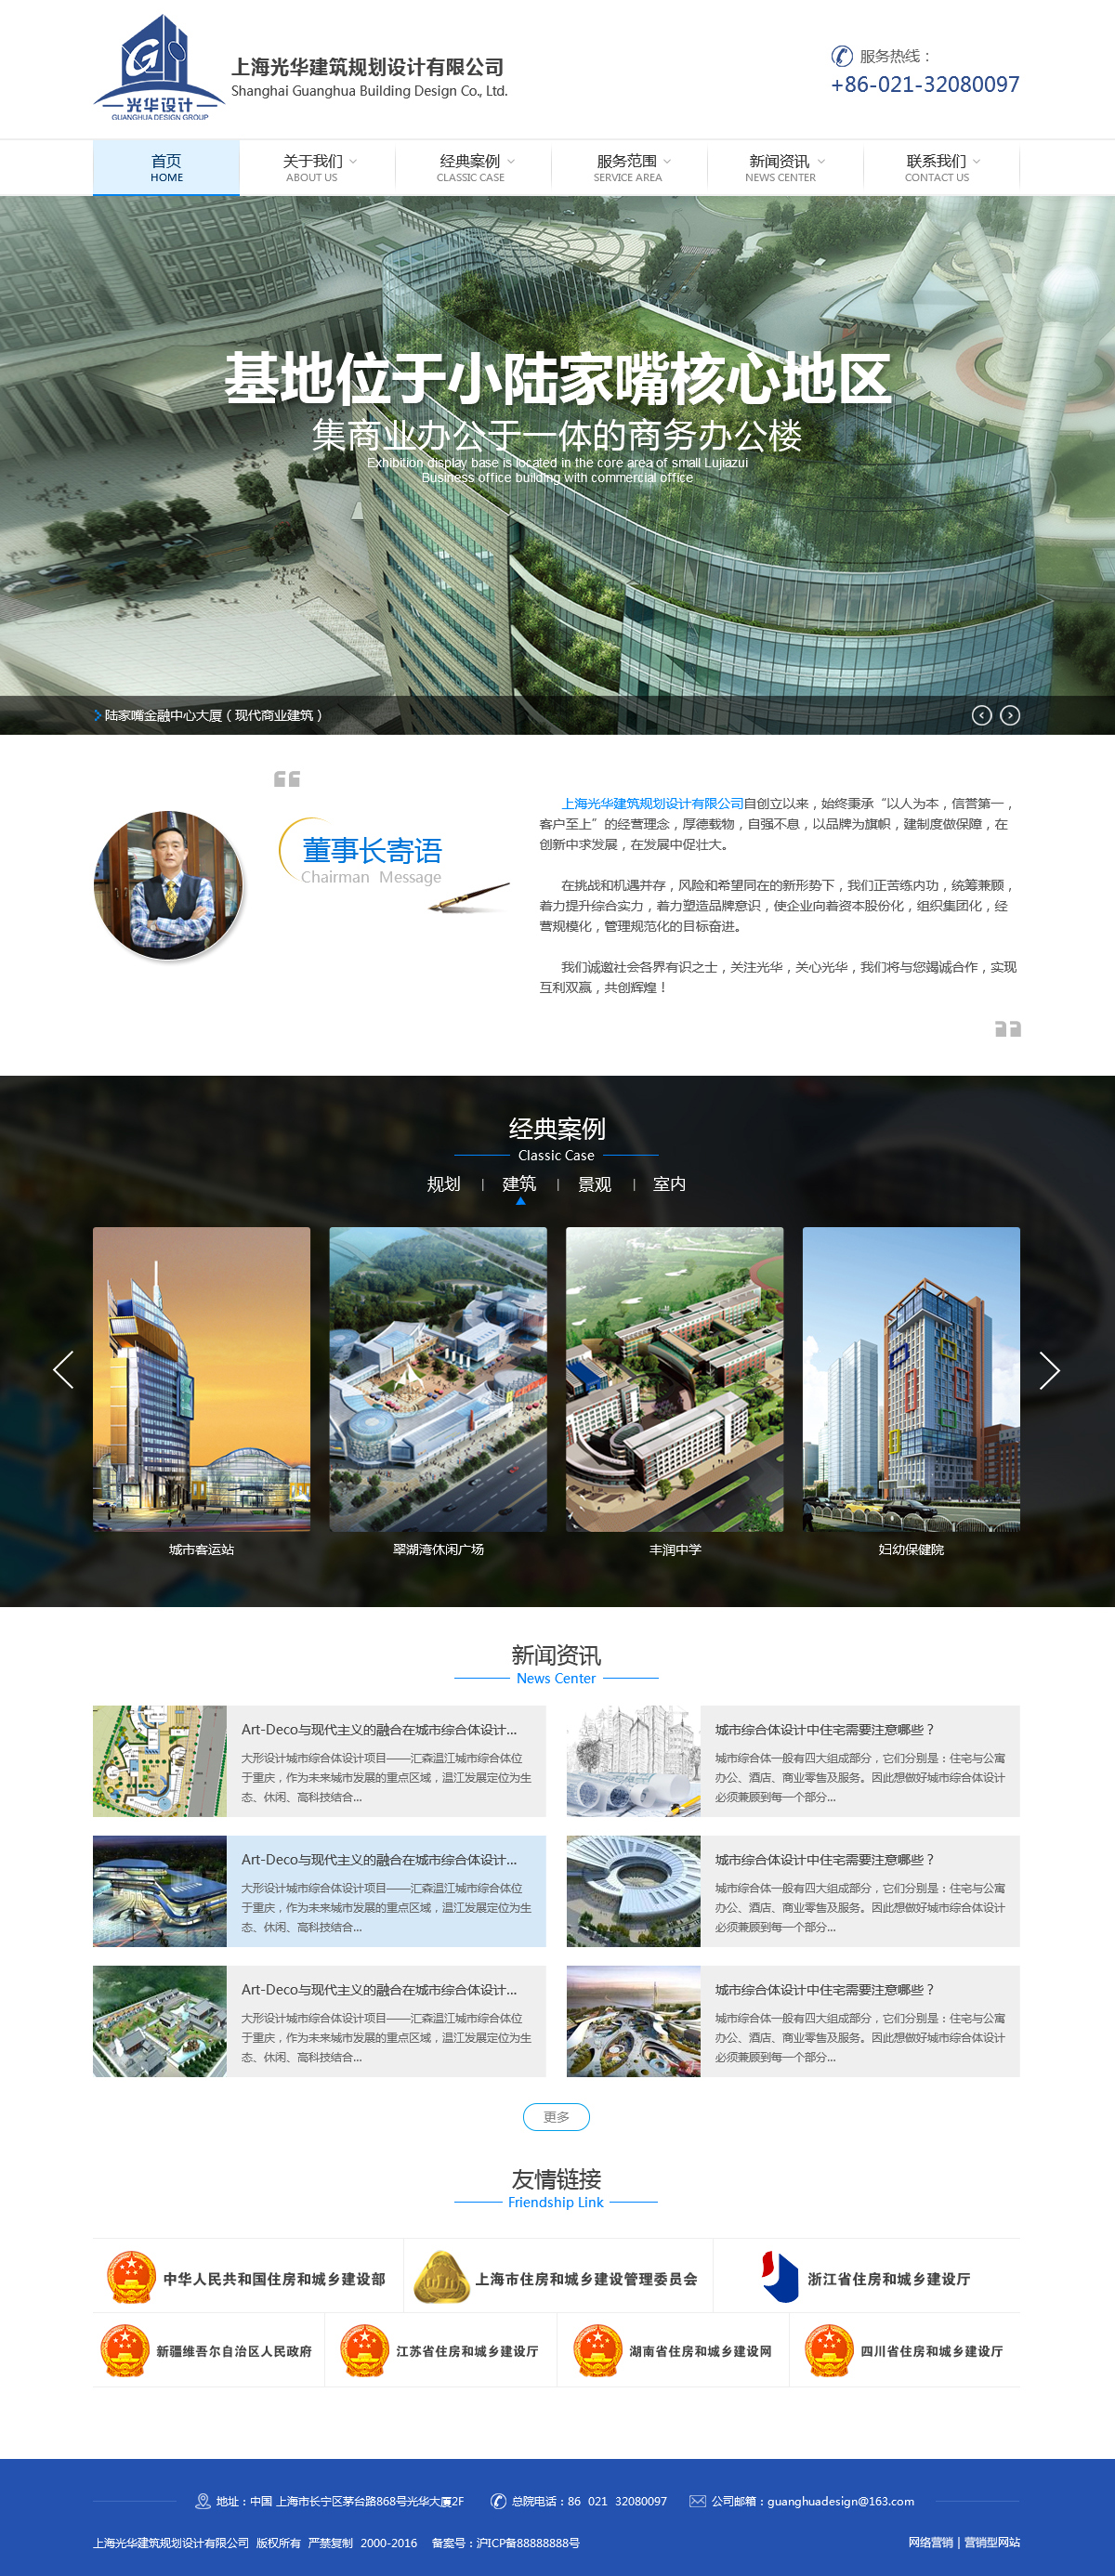 G
光华设计
GUANGHUA DESIGN GROUP
上海光华建筑规划设计有限公司
Shanghai Guanghua Building Design Co., Ltd.
服务热线：
+86-021-32080097
首页
HOME
关于我们
ABOUT US
经典案例
CLASSIC CASE
服务范围
SERVICE AREA
新闻资讯
NEWS CENTER
联系我们
CONTACT US
基地位于小陆家嘴核心地区
集商业办公于一体的商务办公楼
Exhibition display base is located in the core area of small Lujiazui
Business office building with commercial office
陆家嘴金融中心大厦（现代商业建筑）
董事长寄语
Chairman Message
上海光华建筑规划设计有限公司自创立以来，始终秉承“以人为本，信誉第一，
客户至上”的经营理念，厚德载物，自强不息，以品牌为旗帜，建制度做保障，在
创新中求发展，在发展中促壮大。
在挑战和机遇并存，风险和希望同在的新形势下，我们正苦练内功，统筹兼顾，
着力提升综合实力，着力塑造品牌意识，使企业向着资本股份化，组织集团化，经
营规模化，管理规范化的目标奋进。
我们诚邀社会各界有识之士，关注光华，关心光华，我们将与您竭诚合作，实现
互利双赢，共创辉煌！
经典案例
Classic Case
规划 | 建筑 | 景观 | 室内
城市客运站
翠湖湾休闲广场
丰润中学
妇幼保健院
新闻资讯
News Center
Art-Deco与现代主义的融合在城市综合体设计...
大形设计城市综合体设计项目——汇森温江城市综合体位
于重庆，作为未来城市发展的重点区域，温江发展定位为生
态、休闲、高科技结合...
城市综合体设计中住宅需要注意哪些？
城市综合体一般有四大组成部分，它们分别是：住宅与公寓
办公、酒店、商业零售及服务。因此想做好城市综合体设计
必须兼顾到每一个部分...
Art-Deco与现代主义的融合在城市综合体设计...
大形设计城市综合体设计项目——汇森温江城市综合体位
于重庆，作为未来城市发展的重点区域，温江发展定位为生
态、休闲、高科技结合...
城市综合体设计中住宅需要注意哪些？
城市综合体一般有四大组成部分，它们分别是：住宅与公寓
办公、酒店、商业零售及服务。因此想做好城市综合体设计
必须兼顾到每一个部分...
Art-Deco与现代主义的融合在城市综合体设计...
大形设计城市综合体设计项目——汇森温江城市综合体位
于重庆，作为未来城市发展的重点区域，温江发展定位为生
态、休闲、高科技结合...
城市综合体设计中住宅需要注意哪些？
城市综合体一般有四大组成部分，它们分别是：住宅与公寓
办公、酒店、商业零售及服务。因此想做好城市综合体设计
必须兼顾到每一个部分...
更多
友情链接
Friendship Link
中华人民共和国住房和城乡建设部
上海市住房和城乡建设管理委员会
浙江省住房和城乡建设厅
新疆维吾尔自治区人民政府
江苏省住房和城乡建设厅
湖南省住房和城乡建设网
四川省住房和城乡建设厅
地址：中国 上海市长宁区茅台路868号光华大厦2F
总院电话：86 021 32080097
公司邮箱：guanghuadesign@163.com
上海光华建筑规划设计有限公司 版权所有 严禁复制 2000-2016 备案号：沪ICP备88888888号
网络营销 | 营销型网站